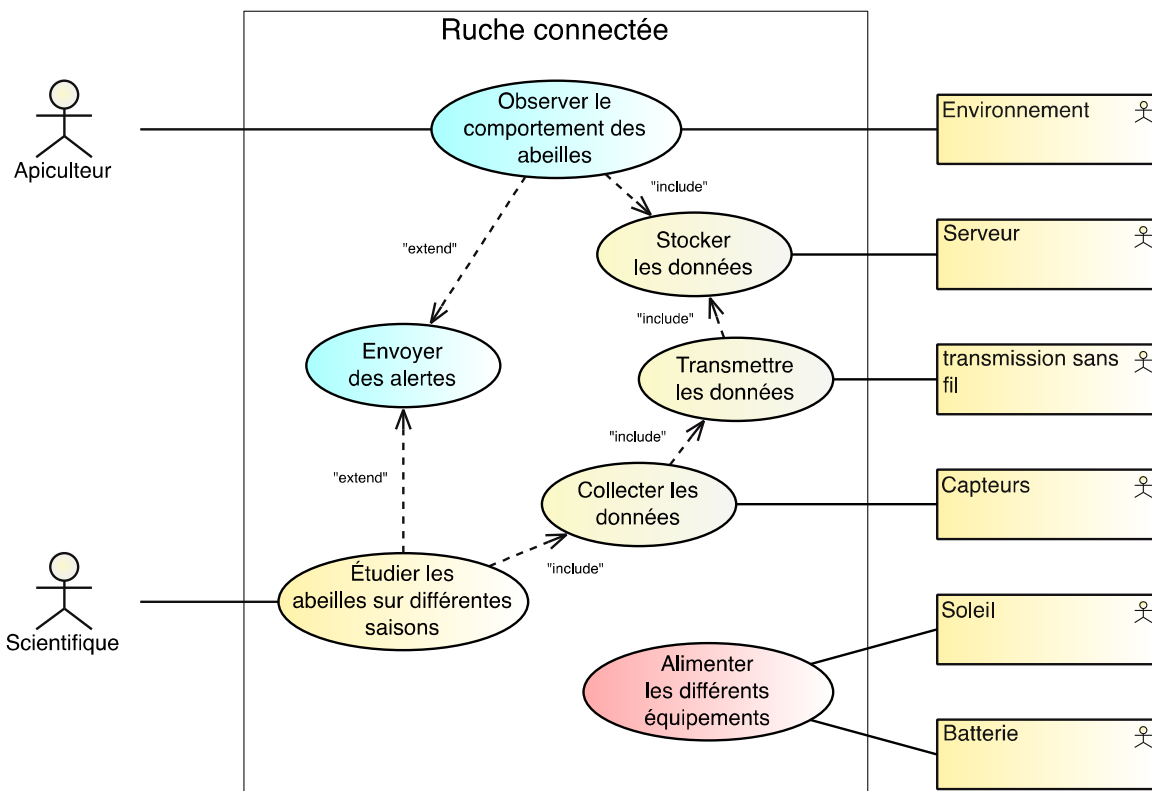 Ruche connectée
Observer le
comportement des
abeilles
Environnement
Apiculteur
"include"
Stocker
les données
Serveur
"extend"
"include"
Envoyer
des alertes
Transmettre
les données
transmission sans
fil
"include"
"extend"
Collecter les
données
Capteurs
"include"
Étudier les
abeilles sur différentes
saisons
Scientifique
Soleil
Alimenter
les différents
équipements
Batterie